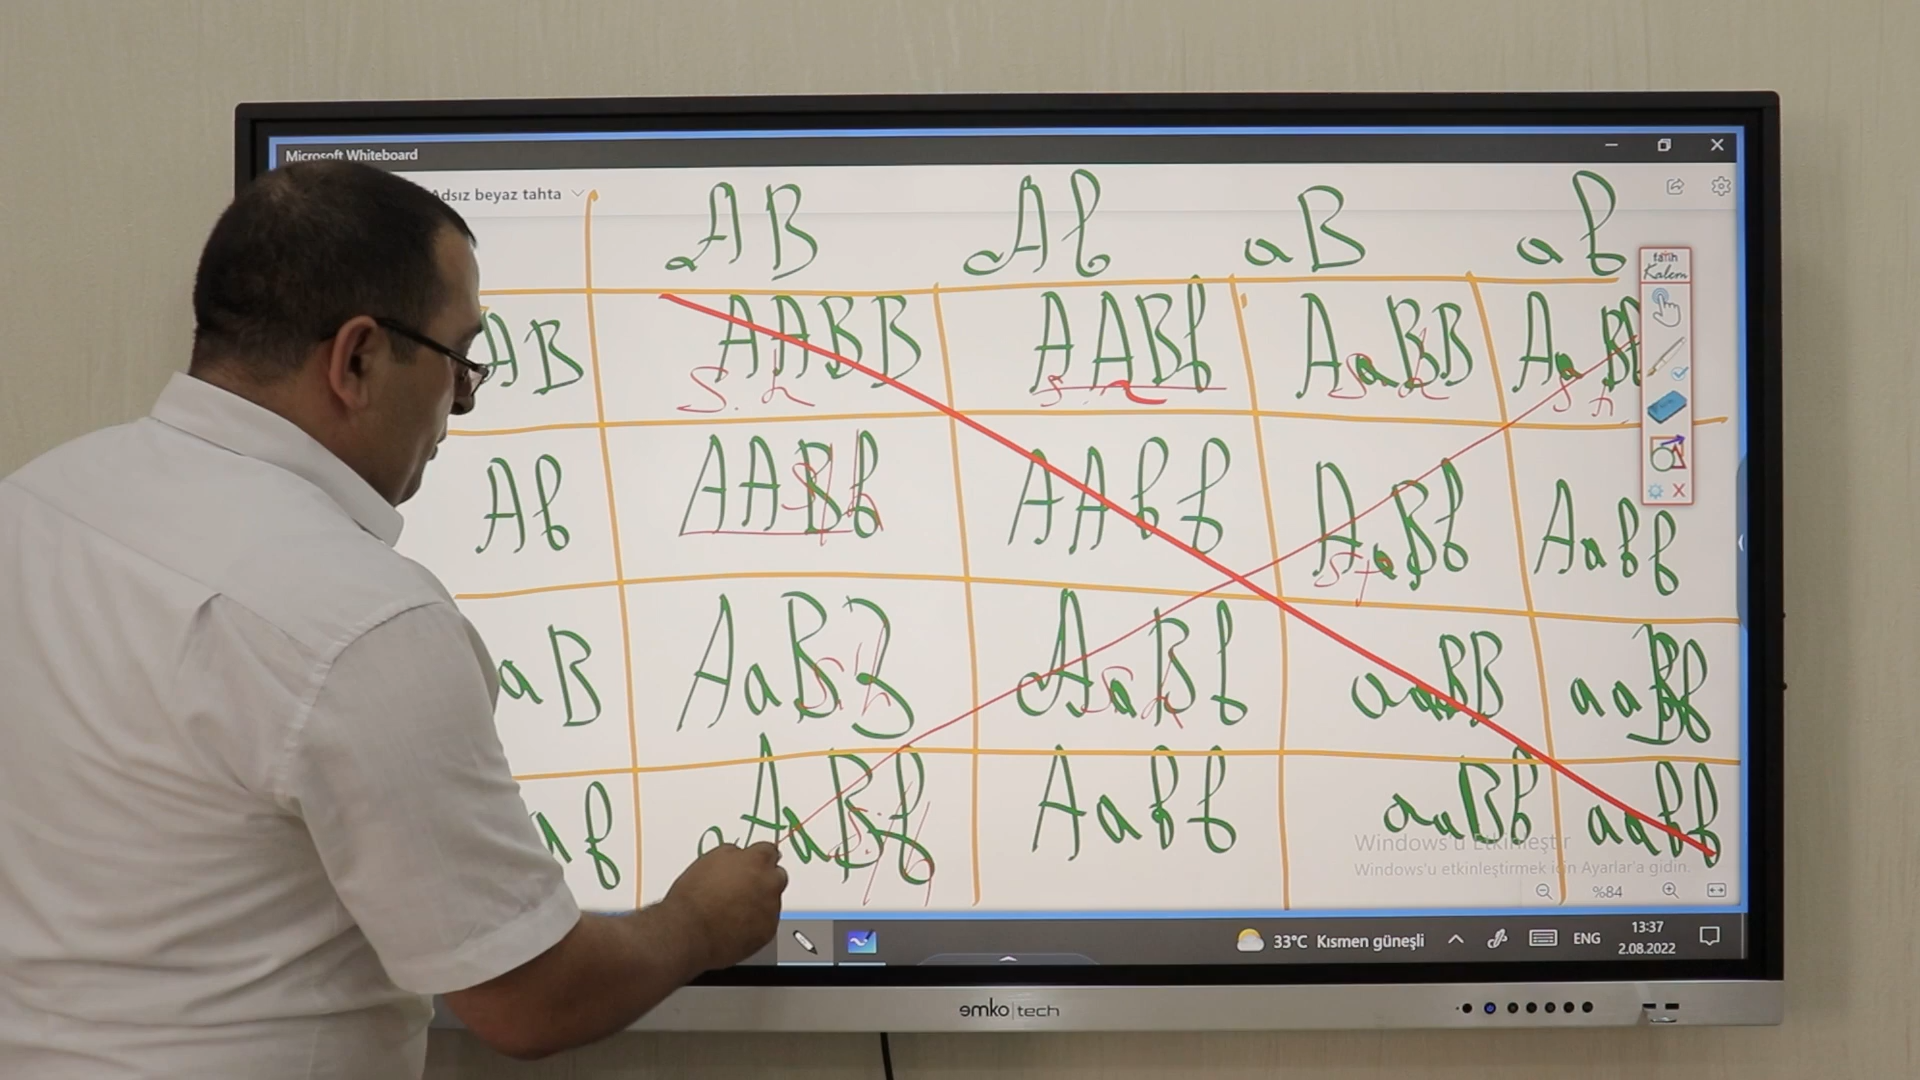 Microsoft Whiteboard
Adsız beyaz tahta
AB Ab aB ab
fatih
Kalem
AB AABB AABb AaBB AaBb
S. h S. h S h S h
Ab AABb AAbb AaBb Aabb
aB AaBB AaBb aaBB aaBb
ab AaBb Aabb aaBb aabb
Windows'u Etkinleştir
Windows'u etkinleştirmek için Ayarlar'a gidin.
%84
33°C Kısmen güneşli ENG 13:37
2.08.2022
emko|tech